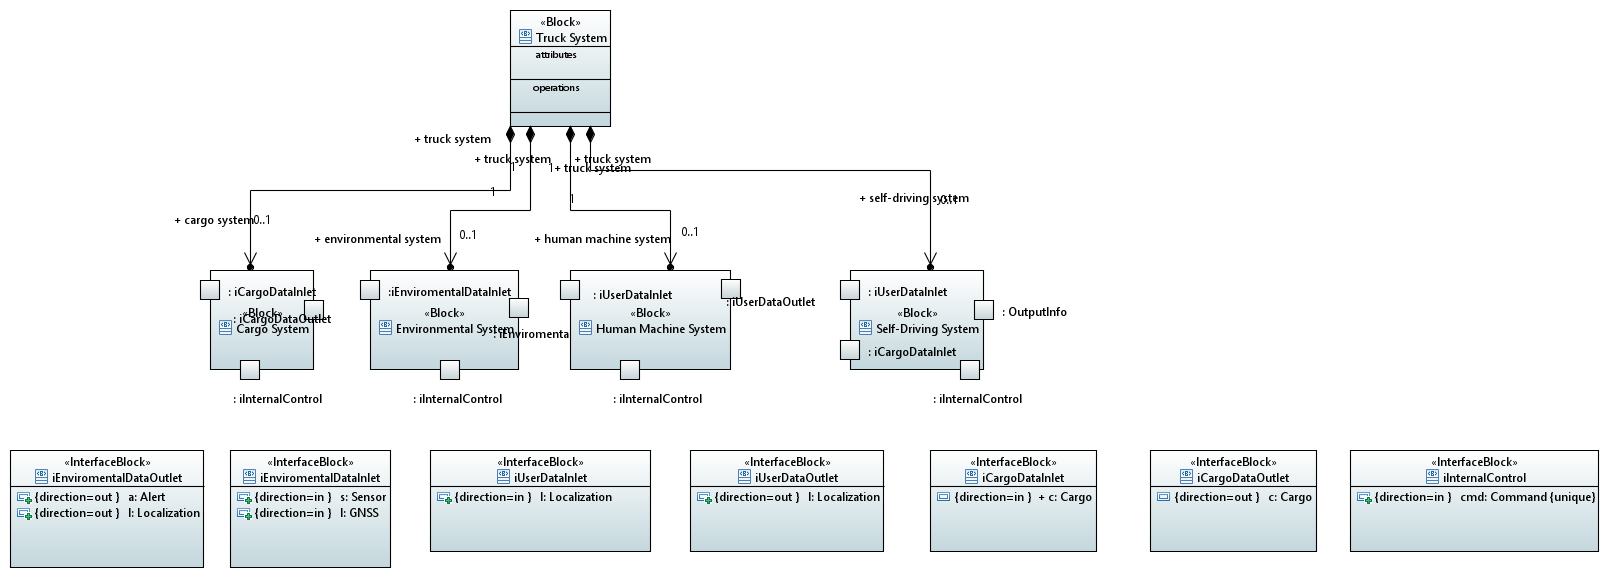 «Block»
Truck System
attributes
operations
+ truck system
+ truck system
+ truck system
+ truck system
1
1
1
1
+ cargo system
0..1
+ environmental system
0..1
+ human machine system
0..1
+ self-driving system
0..1
: iCargoDataInlet
: iCargoDataOutlet
«Block»
Cargo System
: iInternalControl
:iEnviromentalDataInlet
«Block»
Environmental System
: iEnviromenta
: iInternalControl
: iUserDataInlet
: iUserDataOutlet
«Block»
Human Machine System
: iInternalControl
: iUserDataInlet
: OutputInfo
«Block»
Self-Driving System
: iCargoDataInlet
: iInternalControl
«InterfaceBlock»
iEnviromentalDataOutlet
{direction=out } a: Alert
{direction=out } l: Localization
«InterfaceBlock»
iEnviromentalDataInlet
{direction=in } s: Sensor
{direction=in } l: GNSS
«InterfaceBlock»
iUserDataInlet
{direction=in } l: Localization
«InterfaceBlock»
iUserDataOutlet
{direction=out } l: Localization
«InterfaceBlock»
iCargoDataInlet
{direction=in } + c: Cargo
«InterfaceBlock»
iCargoDataOutlet
{direction=out } c: Cargo
«InterfaceBlock»
iInternalControl
{direction=in } cmd: Command {unique}